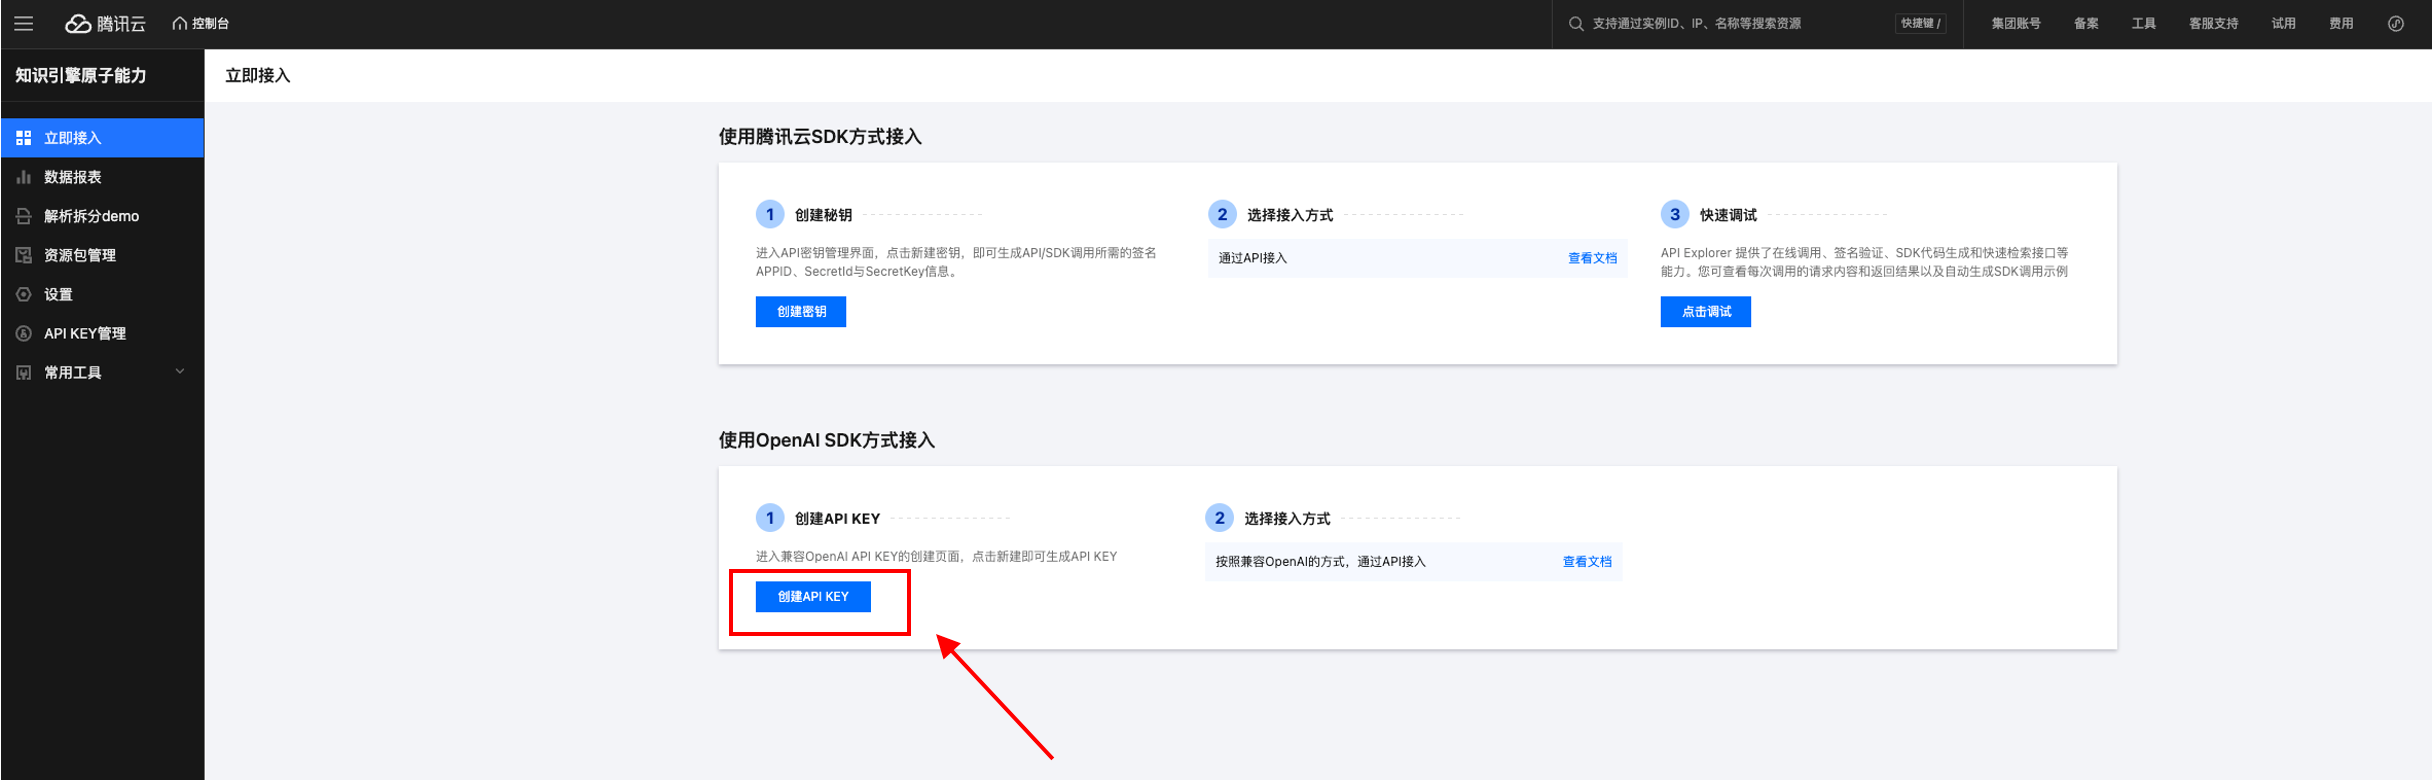 腾讯云
控制台
支持通过实例ID、IP、名称等搜索资源
快捷键 /
集团账号
备案
工具
客服支持
试用
费用
知识引擎原子能力
立即接入
数据报表
解析拆分demo
资源包管理
设置
API KEY管理
常用工具
立即接入
使用腾讯云SDK方式接入
1 创建秘钥
进入API密钥管理界面，点击新建密钥，即可生成API/SDK调用所需的签名
APPID、SecretId与SecretKey信息。
创建密钥
2 选择接入方式
通过API接入
查看文档
3 快速调试
API Explorer 提供了在线调用、签名验证、SDK代码生成和快速检索接口等
能力。您可查看每次调用的请求内容和返回结果以及自动生成SDK调用示例
点击调试
使用OpenAI SDK方式接入
1 创建API KEY
进入兼容OpenAI API KEY的创建页面，点击新建即可生成API KEY
创建API KEY
2 选择接入方式
按照兼容OpenAI的方式，通过API接入
查看文档